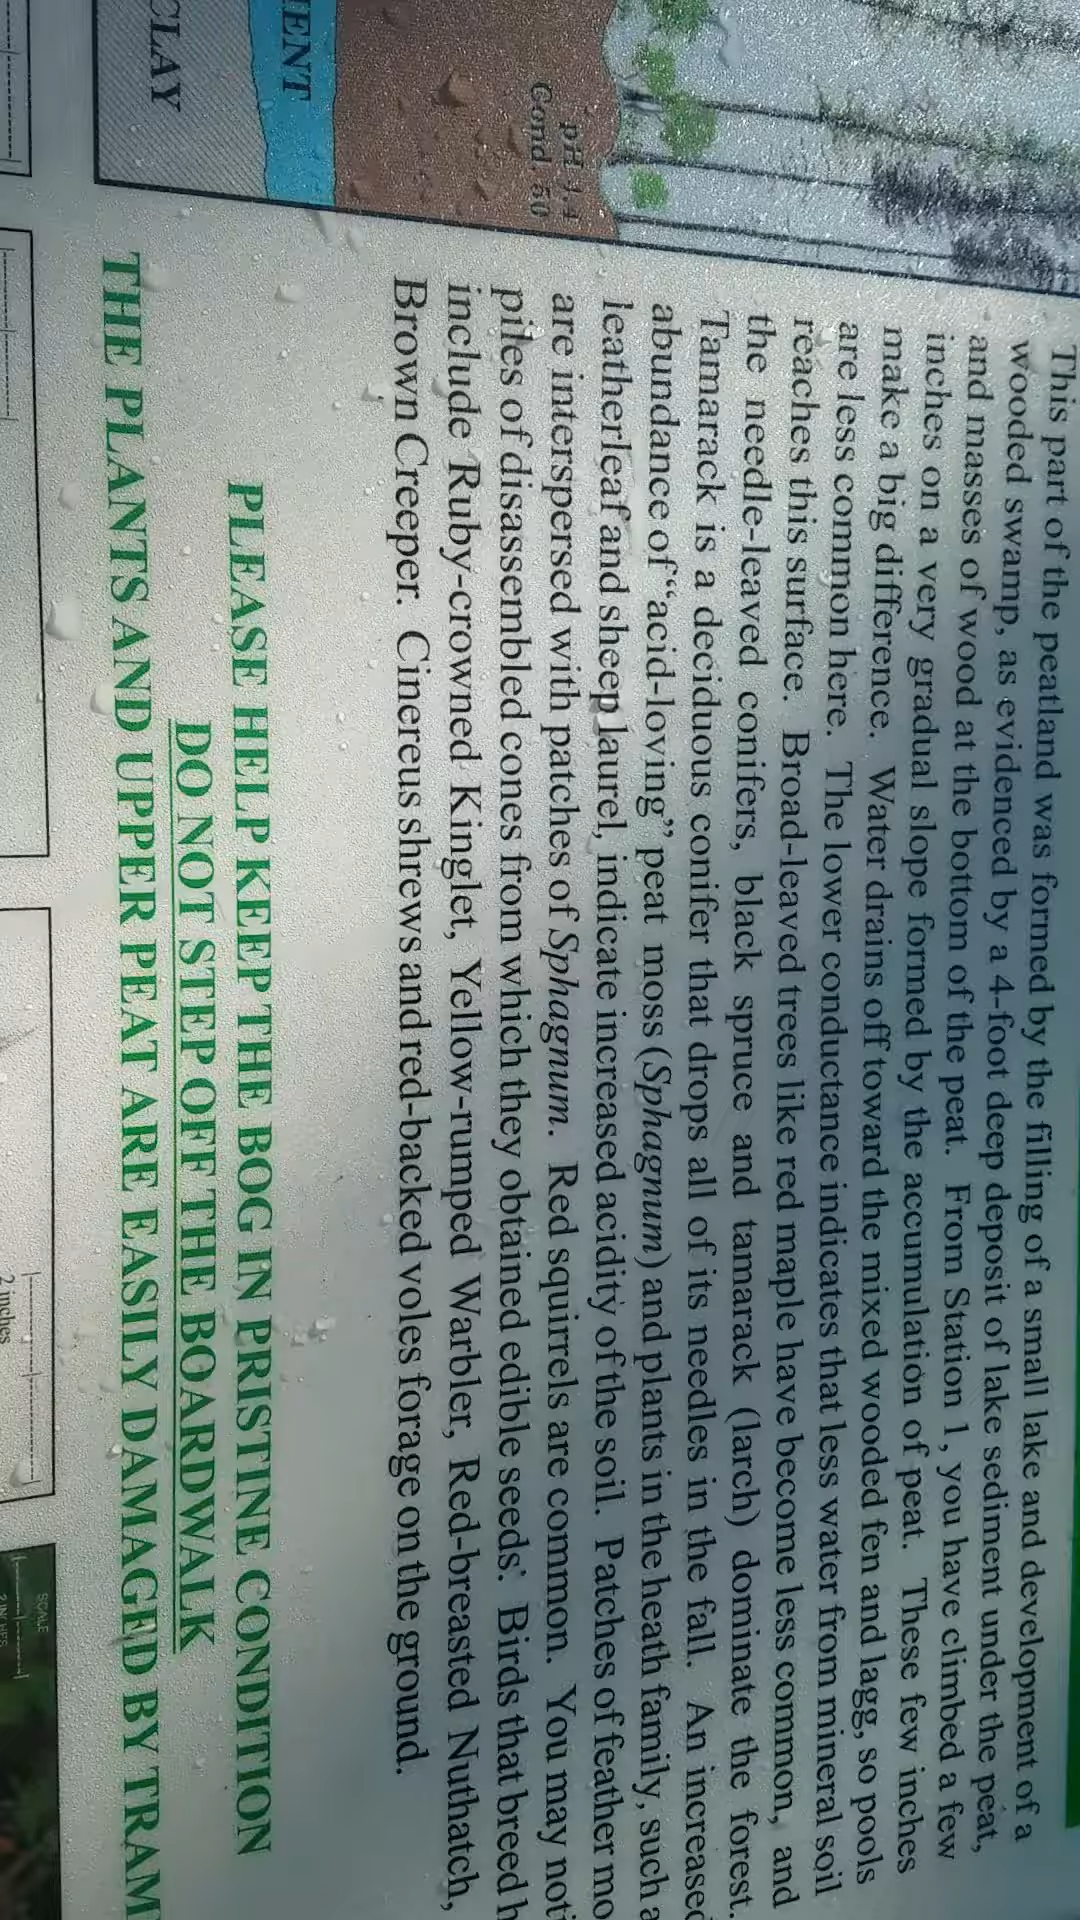 This part of the peatland was formed by the filling of a small lake and development of a
wooded swamp, as evidenced by a 4-foot deep deposit of lake sediment under the peat,
and masses of wood at the bottom of the peat. From Station 1, you have climbed a few
inches on a very gradual slope formed by the accumulation of peat. These few inches
make a big difference. Water drains off toward the mixed wooded fen and lagg, so pools
are less common here. The lower conductance indicates that less water from mineral soil
reaches this surface. Broad-leaved trees like red maple have become less common, and
the needle-leaved conifers, black spruce and tamarack (larch) dominate the forest.
Tamarack is a deciduous conifer that drops all of its needles in the fall. An increased
abundance of "acid-loving" peat moss (Sphagnum) and plants in the heath family, such a
leatherleaf and sheep laurel, indicate increased acidity of the soil. Patches of feather mo
are interspersed with patches of Sphagnum. Red squirrels are common. You may noti
piles of disassembled cones from which they obtained edible seeds. Birds that breed h
include Ruby-crowned Kinglet, Yellow-rumped Warbler, Red-breasted Nuthatch,
Brown Creeper. Cinereus shrews and red-backed voles forage on the ground.
PLEASE HELP KEEP THE BOG IN PRISTINE CONDITION
DO NOT STEP OFF THE BOARDWALK
THE PLANTS AND UPPER PEAT ARE EASILY DAMAGED BY TRAM
pH 4.4
Cond. 50
ENT
CLAY
2 inches
SCALE
2 INCHES